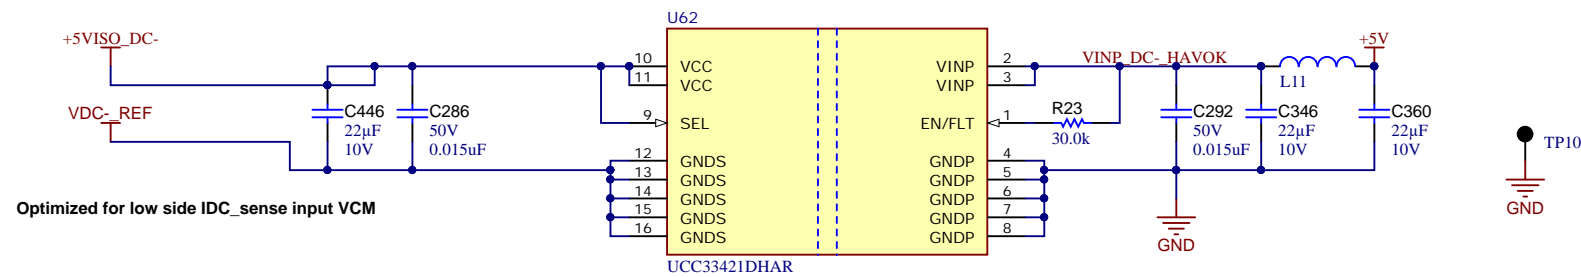 U62
+5VISO_DC-
VDC-_REF
C446
22µF
10V
C286
50V
0.015uF
10
11
9
12
13
14
15
16
VCC
VCC
SEL
GNDS
GNDS
GNDS
GNDS
GNDS
VINP
VINP
EN/FLT
GNDP
GNDP
GNDP
GNDP
GNDP
2
3
1
4
5
6
7
8
UCC33421DHAR
VINP_DC-_HAVOK
R23
30.0k
C292
50V
0.015uF
C346
22µF
10V
L11
+5V
C360
22µF
10V
GND
TP10
GND
Optimized for low side IDC_sense input VCM